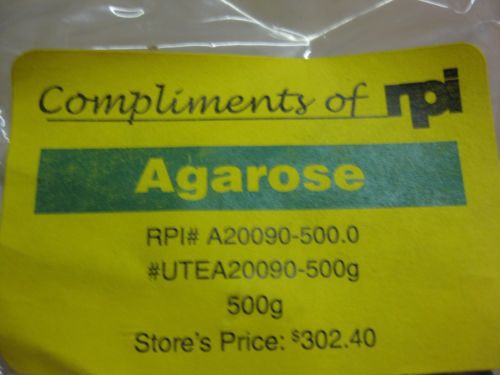 Compliments of rpi
Agarose
RPI# A20090-500.0
#UTEA20090-500g
500g
Store's Price: $302.40